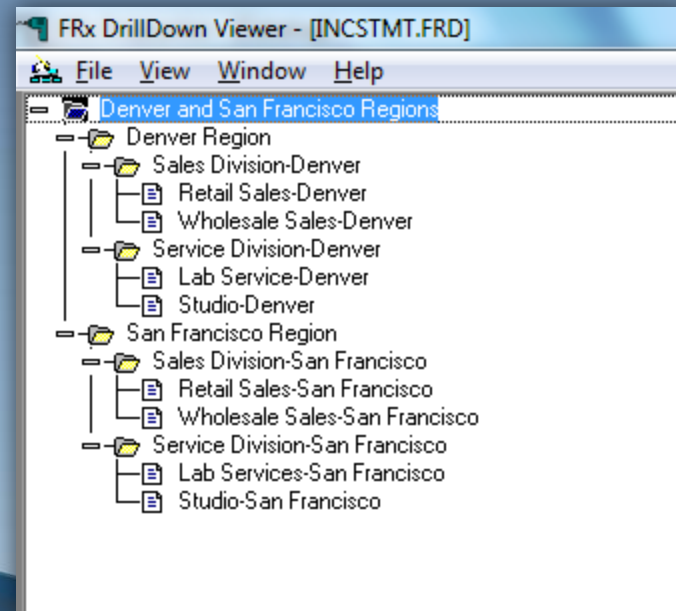 FRx DrillDown Viewer - [INCSTMT.FRD]
File View Window Help
Denver and San Francisco Regions
Denver Region
Sales Division-Denver
Retail Sales-Denver
Wholesale Sales-Denver
Service Division-Denver
Lab Service-Denver
Studio-Denver
San Francisco Region
Sales Division-San Francisco
Retail Sales-San Francisco
Wholesale Sales-San Francisco
Service Division-San Francisco
Lab Services-San Francisco
Studio-San Francisco